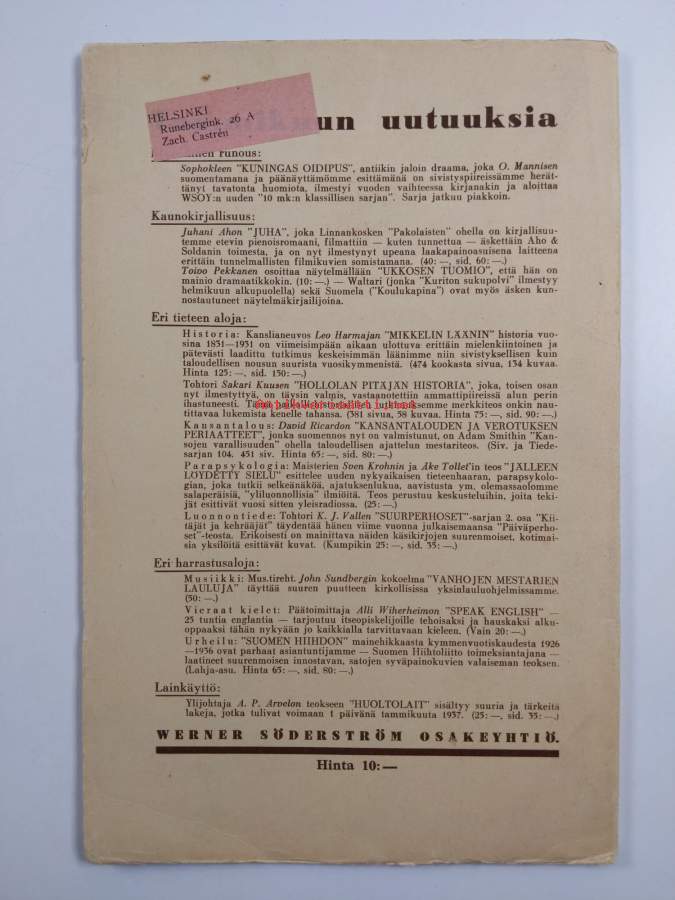 HELSINKI
Runebergink. 26 A
Zach. Castrén
un uutuuksia
runous:
Sophokleen "KUNINGAS OIDIPUS", antiikin jaloin draama, joka O. Mannisen
suomentamana ja päänäyttämömme esittämänä on sivistyspiireissämme herät-
tänyt tavatonta huomiota, ilmestyi vuoden vaihteessa kirjanakin ja aloittaa
WSOY:n uuden "10 mk:n klassillisen sarjan". Sarja jatkuu piakkoin.
Kaunokirjallisuus:
Juhani Ahon "JUHA", joka Linnankosken "Pakolaisten" ohella on kirjallisuu-
temme etevin pienoisromaani, filmattiin — kuten tunnettua — äskettäin Aho &
Soldanin toimesta, ja on nyt ilmestynyt upeana laakapainoasuisena laitteena
erittäin tunnelmallisten filmikuvien somistamana. (40: —, sid. 60: —.)
Toivo Pekkanen osoittaa näytelmällään "UKKOSEN TUOMIO", että hän on
mainio dramaatikkokin. (10: —.) — Waltari (jonka "Kuriton sukupolvi" ilmestyy
helmikuun alkupuolella) sekä Suomela ("Koulukapina") ovat myös äsken kun-
nostautuneet näytelmäkirjailijoina.
Eri tieteen aloja:
Historia: Kanslianeuvos Leo Harmajan "MIKKELIN LÄÄNIN" historia vuo-
sina 1831—1931 on viimeisimpään aikaan ulottuva erittäin mielenkiintoinen ja
pätevästi laadittu tutkimus keskeisimmän läänimme niin sivistyksellisen kuin
taloudellisen nousun suurista vuosikymmenistä. (474 kookasta sivua, 134 kuvaa.
Hinta 125: —, sid. 150: —.)
Tohtori Sakari Kuusen "HOLLOLAN PITÄJÄN HISTORIA", joka, toisen osan
nyt ilmestyttyä, on täysin valmis, vastaanotettiin ammattipiireissä alun perin
ihastuneesti. Tämä paikallishistoriallisen tutkimuksemme merkkiteos onkin nau-
tittavaa lukemista kenelle tahansa. (381 sivua, 58 kuvaa. Hinta 75: —, sid. 90: —.)
Kansantalous: David Ricardon "KANSANTALOUDEN JA VEROTUKSEN
PERIAATTEET", jonka suomennos nyt on valmistunut, on Adam Smithin "Kan-
sojen varallisuuden" ohella taloudellisen ajattelun mestariteos. (Siv. ja Tiede-
sarjan 104. 451 siv. Hinta 65: —, sid. 80: —.)
Parapsykologia: Maisterien Sven Krohnin ja Åke Tollet'in teos "JÄLLEEN
LÖYDETTY SIELU" esittelee uuden nykyaikaisen tieteenhaaran, parapsykolo-
gian, joka tutkii selkeänäköä, ajatuksenlukua, aavistusta ym. olemassaolomme
salaperäisiä, "yliluonnollisia" ilmiöitä. Teos perustuu keskusteluihin, joita teki-
jät esittivät vuosi sitten yleisradiossa. (25: —.)
Luonnontiede: Tohtori K. J. Vallen "SUURPERHOSET"-sarjan 2. osa "Kii-
täjät ja kehrääjät" täydentää hänen viime vuonna julkaisemaansa "Päiväperho-
set"-teosta. Erikoisesti on mainittava näiden käsikirjojen suurenmoiset, kotimai-
sia yksilöitä esittävät kuvat. (Kumpikin 25: —, sid. 35: —.)
Eri harrastusaloja:
Musiikki: Mus.tireht. John Sundbergin kokoelma "VANHOJEN MESTARIEN
LAULUJA" täyttää suuren puutteen kirkollisissa yksinlauluohjelmissamme.
(50: —.)
Vieraat kielet: Päätoimittaja Alli Wiherheimon "SPEAK ENGLISH" —
25 tuntia englantia — tarjoutuu itseopiskelijoille tehoisaksi ja hauskaksi alku-
oppaaksi tähän nykyään jo kaikkialla tarvittavaan kieleen. (Vain 20: —.)
Urheilu: "SUOMEN HIIHDON" mainehikkaasta kymmenvuotiskaudesta 1926
—1936 ovat parhaat asiantuntijamme — Suomen Hiihtoliitto toimeksiantajana —
laatineet suurenmoisen innostavan, satojen syväpainokuvien valaiseman teoksen.
(Lahja-asu. Hinta 65: —, sid. 80: —.)
Lainkäyttö:
Ylijohtaja A. P. Arvelon teokseen "HUOLTOLAIT" sisältyy suuria ja tärkeitä
lakeja, jotka tulivat voimaan 1 päivänä tammikuuta 1937. (25: —, sid. 35: —.)
WERNER SÖDERSTRÖM OSAKEYHTIÖ.
Hinta 10: —